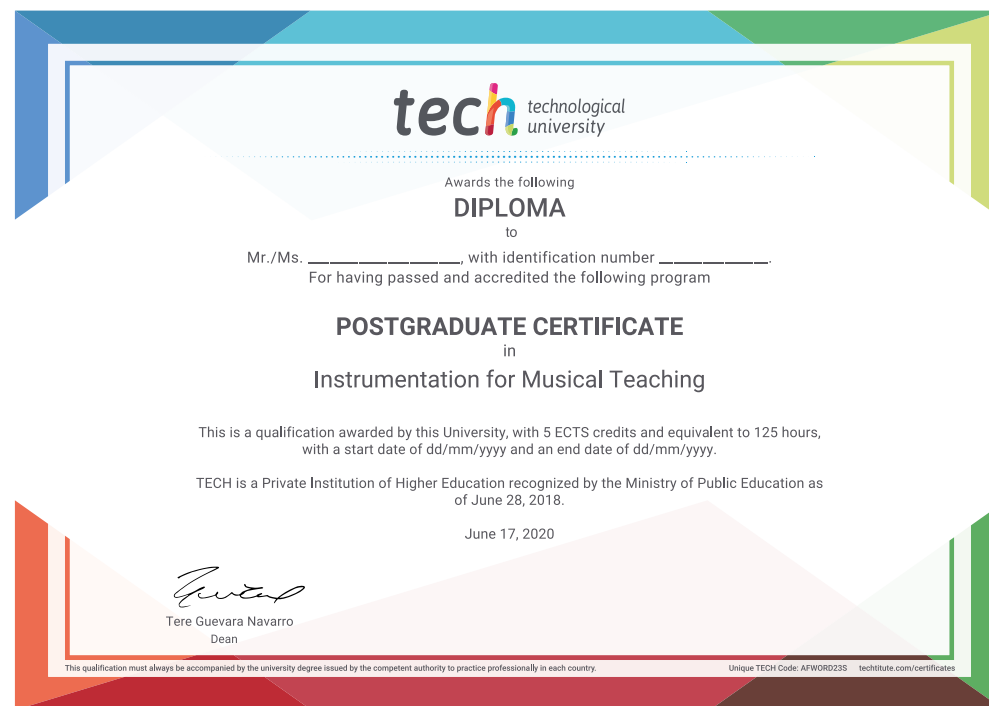 tech technological
university
Awards the following
DIPLOMA
to
Mr./Ms. ____________________, with identification number ______________.
For having passed and accredited the following program
POSTGRADUATE CERTIFICATE
in
Instrumentation for Musical Teaching
This is a qualification awarded by this University, with 5 ECTS credits and equivalent to 125 hours,
with a start date of dd/mm/yyyy and an end date of dd/mm/yyyy.
TECH is a Private Institution of Higher Education recognized by the Ministry of Public Education as
of June 28, 2018.
June 17, 2020
Tere Guevara Navarro
Dean
This qualification must always be accompanied by the university degree issued by the competent authority to practice professionally in each country.
Unique TECH Code: AFWORD23S techtitute.com/certificates